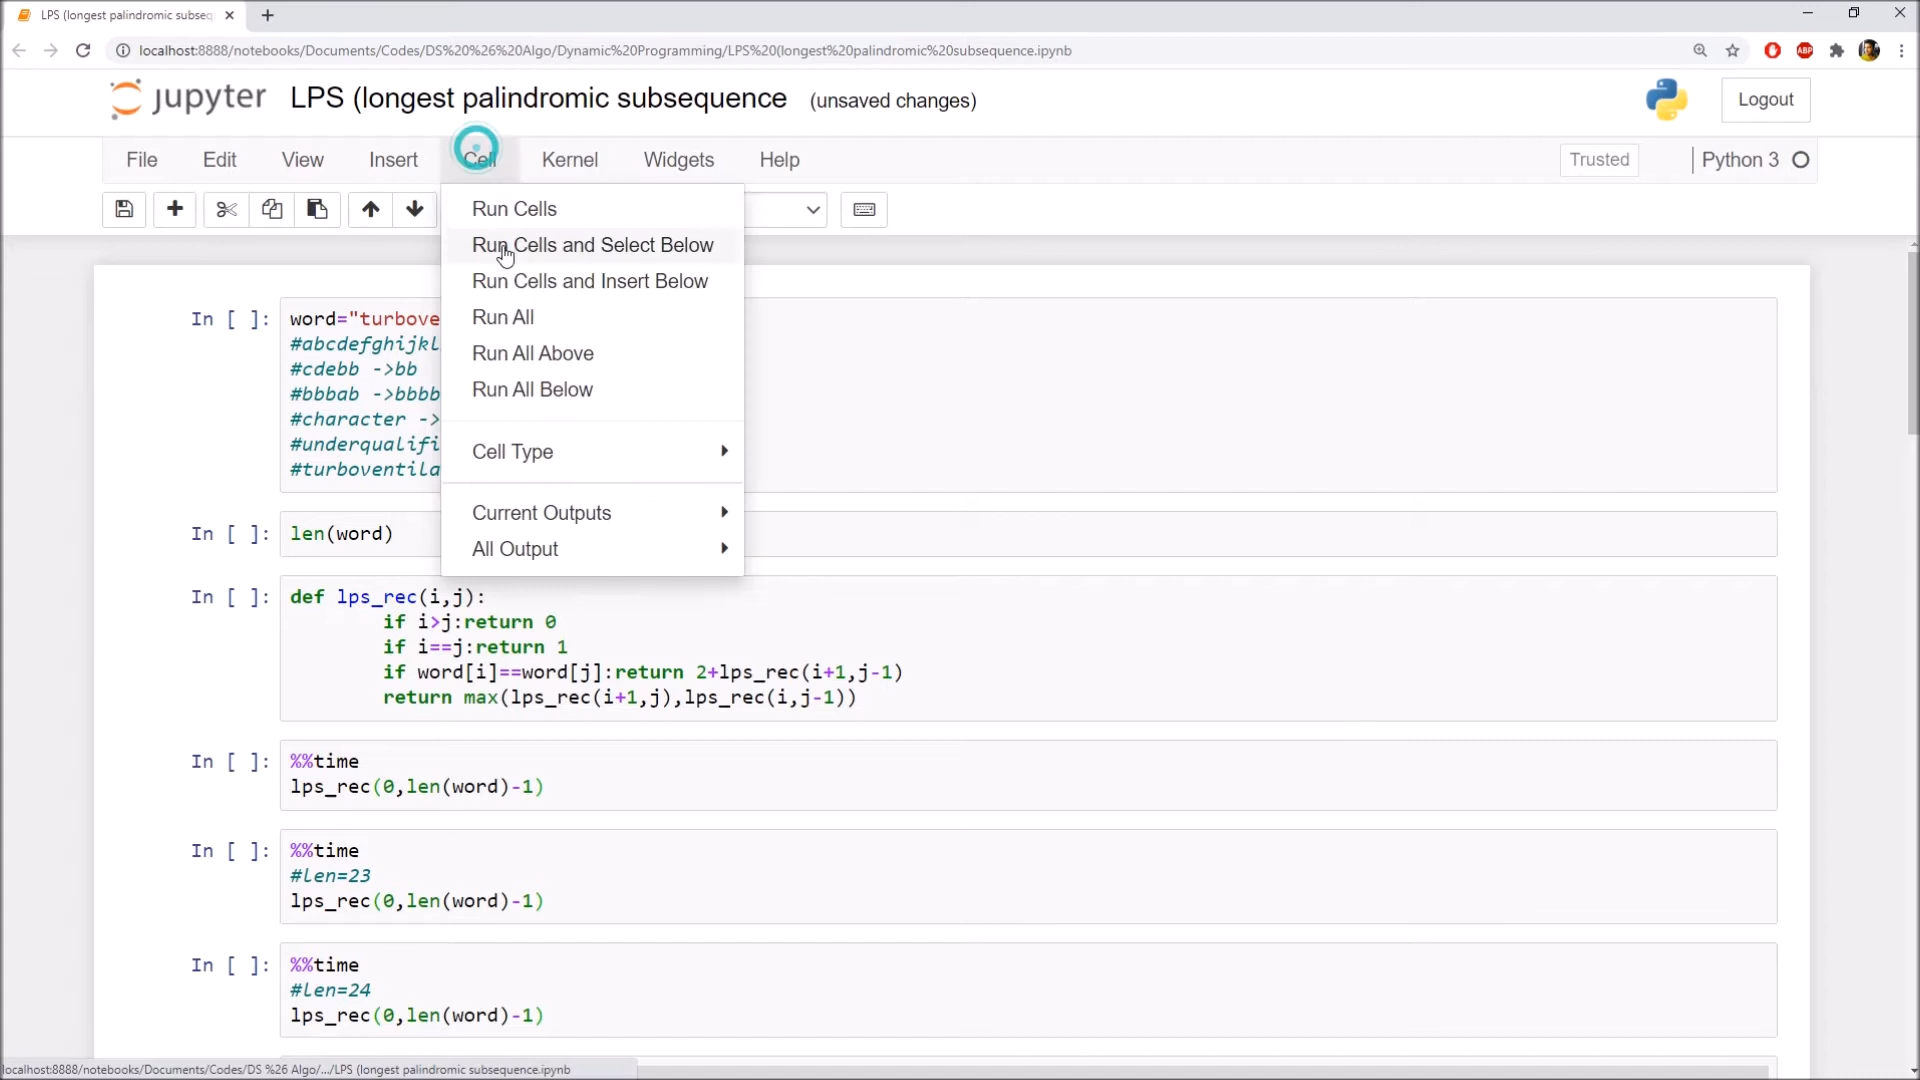 LPS (longest palindromic subseq
localhost:8888/notebooks/Documents/Codes/DS%20%26%20Algo/Dynamic%20Programming/LPS%20(longest%20palindromic%20subsequence.ipynb
ABP
jupyter LPS (longest palindromic subsequence (unsaved changes)
Logout
File Edit View Insert Cell Kernel Widgets Help
Trusted
Python 3
Run Cells
Run Cells and Select Below
Run Cells and Insert Below
Run All
Run All Above
Run All Below
Cell Type
Current Outputs
All Output
In [ ]: word="turbove
#abcdefghijkl
#cdebb ->bb
#bbbab ->bbbb
#character ->
#underqualifi
#turboventila
In [ ]: len(word)
In [ ]: def lps_rec(i,j):
if i>j:return 0
if i==j:return 1
if word[i]==word[j]:return 2+lps_rec(i+1,j-1)
return max(lps_rec(i+1,j),lps_rec(i,j-1))
In [ ]: %%time
lps_rec(0,len(word)-1)
In [ ]: %%time
#len=23
lps_rec(0,len(word)-1)
In [ ]: %%time
#len=24
lps_rec(0,len(word)-1)
localhost:8888/notebooks/Documents/Codes/DS %26 Algo/.../LPS (longest palindromic subsequence.ipynb